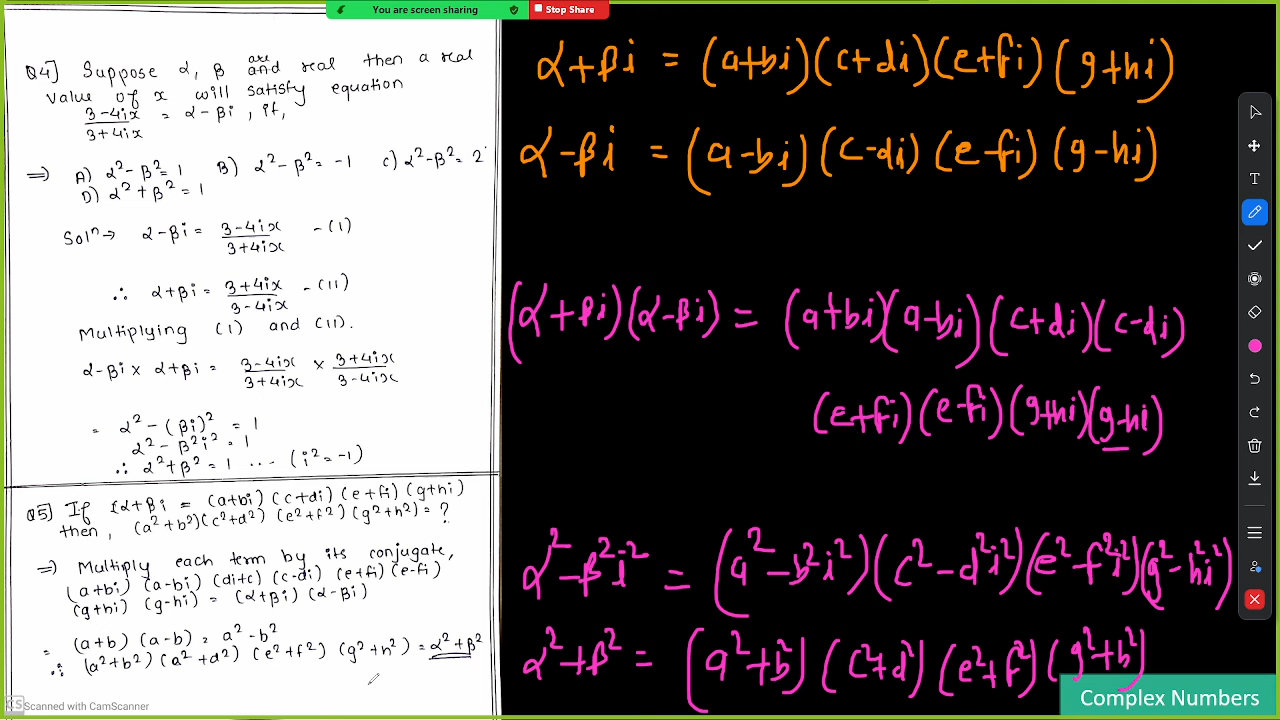 You are screen sharing
Stop Share
Q4] Suppose α, β are and real then a real
value of x will satisfy equation
3-4ix / 3+4ix = α-βi, if,
⇒ A) α²-β²=1 B) α²-β²=-1 C) α²-β²=2
D) α²+β²=1
Solⁿ→ α-βi = 3-4ix / 3+4ix -(I)
∴ α+βi = 3+4ix / 3-4ix -(II)
Multiplying (I) and (II).
α-βi × α+βi = 3-4ix / 3+4ix × 3+4ix / 3-4ix
= α²-(βi)² = 1
α²-β²i² = 1
∴ α²+β² = 1 ... (i²=-1)
Q5] If α+βi = (a+bi) (c+di) (e+fi) (g+hi)
then, (a²+b²)(c²+d²) (e²+f²) (g²+h²)=?
⇒ Multiply each term by its conjugate,
(a+bi) (a-bi) (di+c) (c-di) (e+fi) (e-fi)
(g+hi) (g-hi) = (α+βi) (α-βi)
= (a+b) (a-b) = a²-b²
∴ (a²+b²) (a²+d²) (e²+f²) (g²+h²) = α²+β²
Scanned with CamScanner
α+βi = (a+bi)(c+di)(e+fi)(g+hi)
α-βi = (a-bi)(c-di)(e-fi)(g-hi)
(α+βi)(α-βi) = (a+bi)(a-bi)(c+di)(c-di)
(e+fi)(e-fi)(g+hi)(g-hi)
α²-β²i² = (a²-b²i²)(c²-d²i²)(e²-f²i²)(g²-h²i²)
α²+β² = (a²+b²)(c²+d²)(e²+f²)(g²+b²)
Complex Numbers